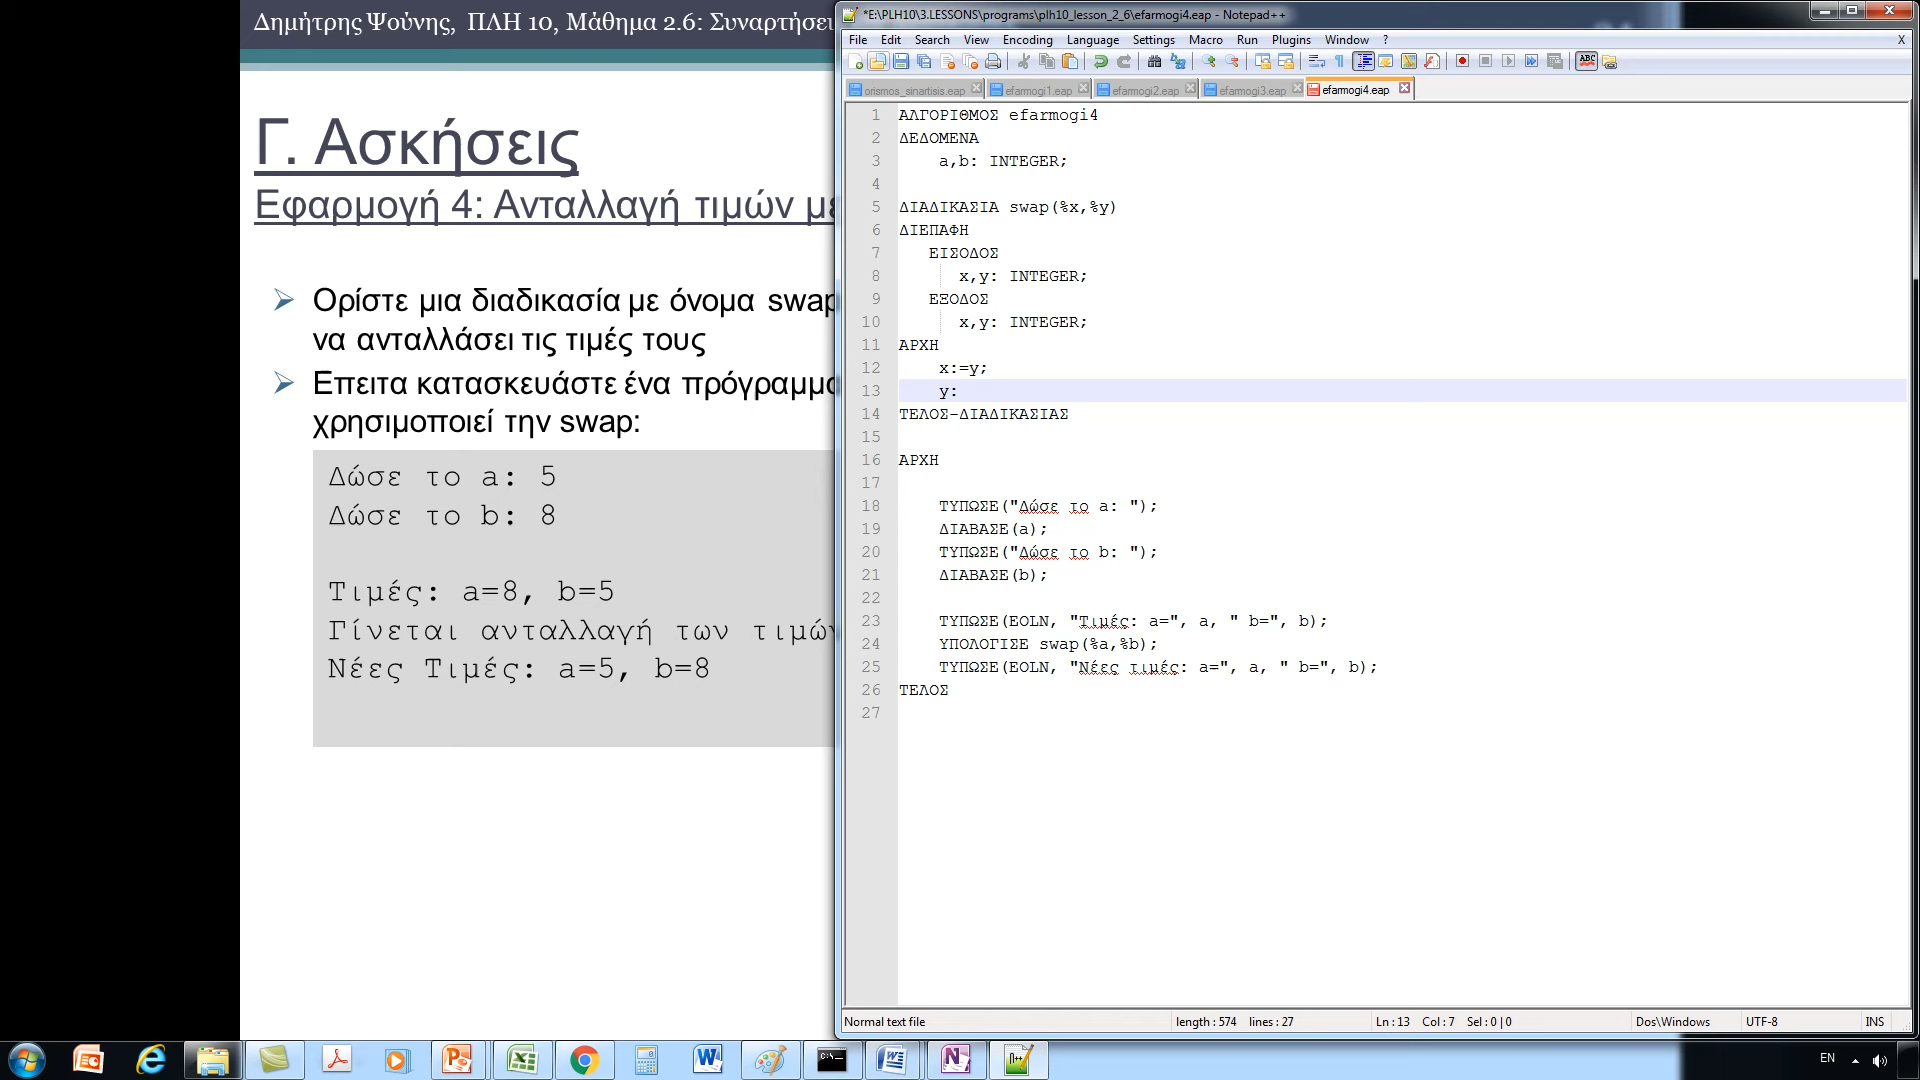 Δημήτρης Ψούνης, ΠΛΗ 10, Μάθημα 2.6: Συναρτήσει
Γ. Ασκήσεις
Εφαρμογή 4: Ανταλλαγή τιμών με
Ορίστε μια διαδικασία με όνομα swap
να ανταλλάσει τις τιμές τους
Επειτα κατασκευάστε ένα πρόγραμμα
χρησιμοποιεί την swap:
Δώσε το a: 5
Δώσε το b: 8
Τιμές: a=8, b=5
Γίνεται ανταλλαγή των τιμών
Νέες Τιμές: a=5, b=8
*E:\PLH10\3.LESSONS\programs\plh10_lesson_2_6\efarmogi4.eap - Notepad++
File Edit Search View Encoding Language Settings Macro Run Plugins Window ? X
orismos_sinartisis.eap efarmogi1.eap efarmogi2.eap efarmogi3.eap efarmogi4.eap
1 ΑΛΓΟΡΙΘΜΟΣ efarmogi4
2 ΔΕΔΟΜΕΝΑ
3 a,b: INTEGER;
4
5 ΔΙΑΔΙΚΑΣΙΑ swap(%x,%y)
6 ΔΙΕΠΑΦΗ
7 ΕΙΣΟΔΟΣ
8 x,y: INTEGER;
9 ΕΞΟΔΟΣ
10 x,y: INTEGER;
11 ΑΡΧΗ
12 x:=y;
13 y:
14 ΤΕΛΟΣ-ΔΙΑΔΙΚΑΣΙΑΣ
15
16 ΑΡΧΗ
17
18 ΤΥΠΩΣΕ("Δώσε το a: ");
19 ΔΙΑΒΑΣΕ(a);
20 ΤΥΠΩΣΕ("Δώσε το b: ");
21 ΔΙΑΒΑΣΕ(b);
22
23 ΤΥΠΩΣΕ(EOLN, "Τιμές: a=", a, " b=", b);
24 ΥΠΟΛΟΓΙΣΕ swap(%a,%b);
25 ΤΥΠΩΣΕ(EOLN, "Νέες τιμές: a=", a, " b=", b);
26 ΤΕΛΟΣ
27
Normal text file length : 574 lines : 27 Ln : 13 Col : 7 Sel : 0 | 0 Dos\Windows UTF-8 INS
EN